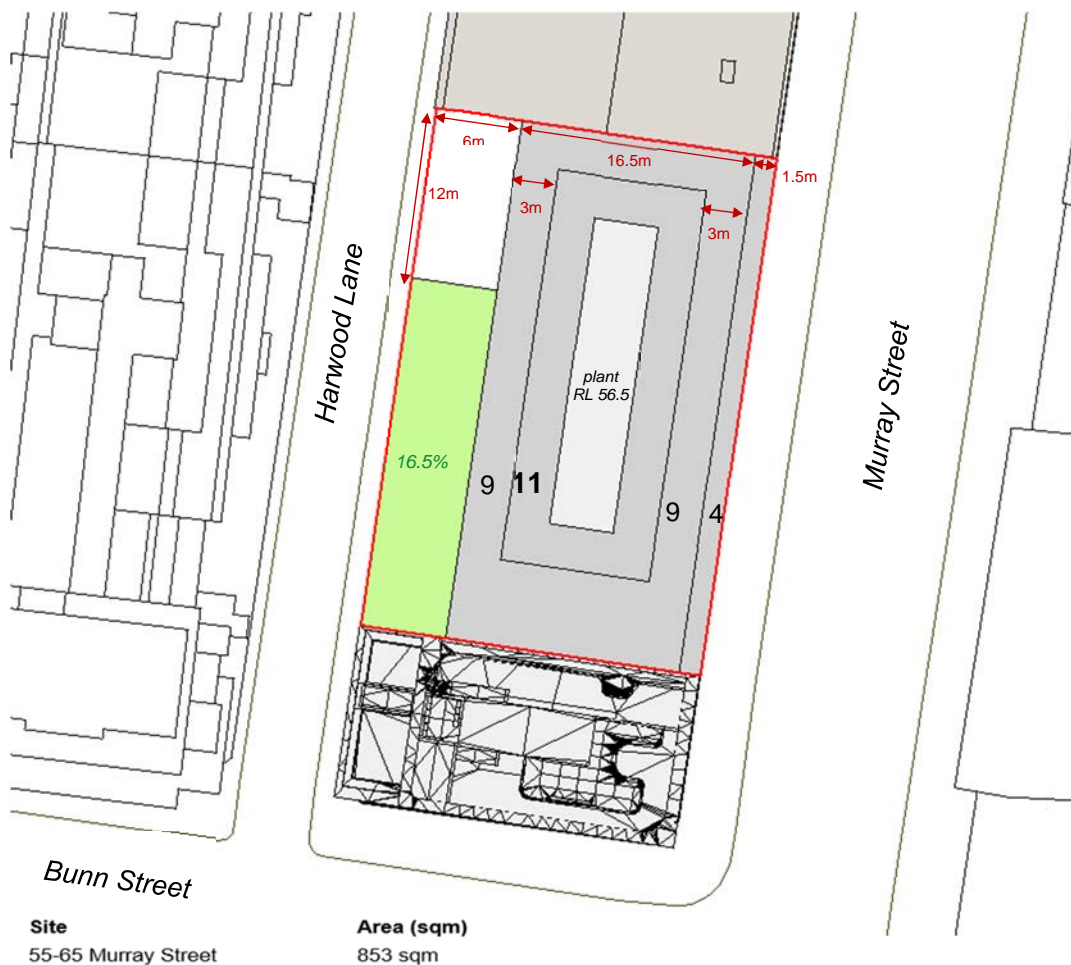 6m
16.5m
1.5m
12m
3m
3m
Harwood Lane
Murray Street
plant
RL 56.5
16.5%
9
11
9
4
Bunn Street
Site
Area (sqm)
55-65 Murray Street
853 sqm